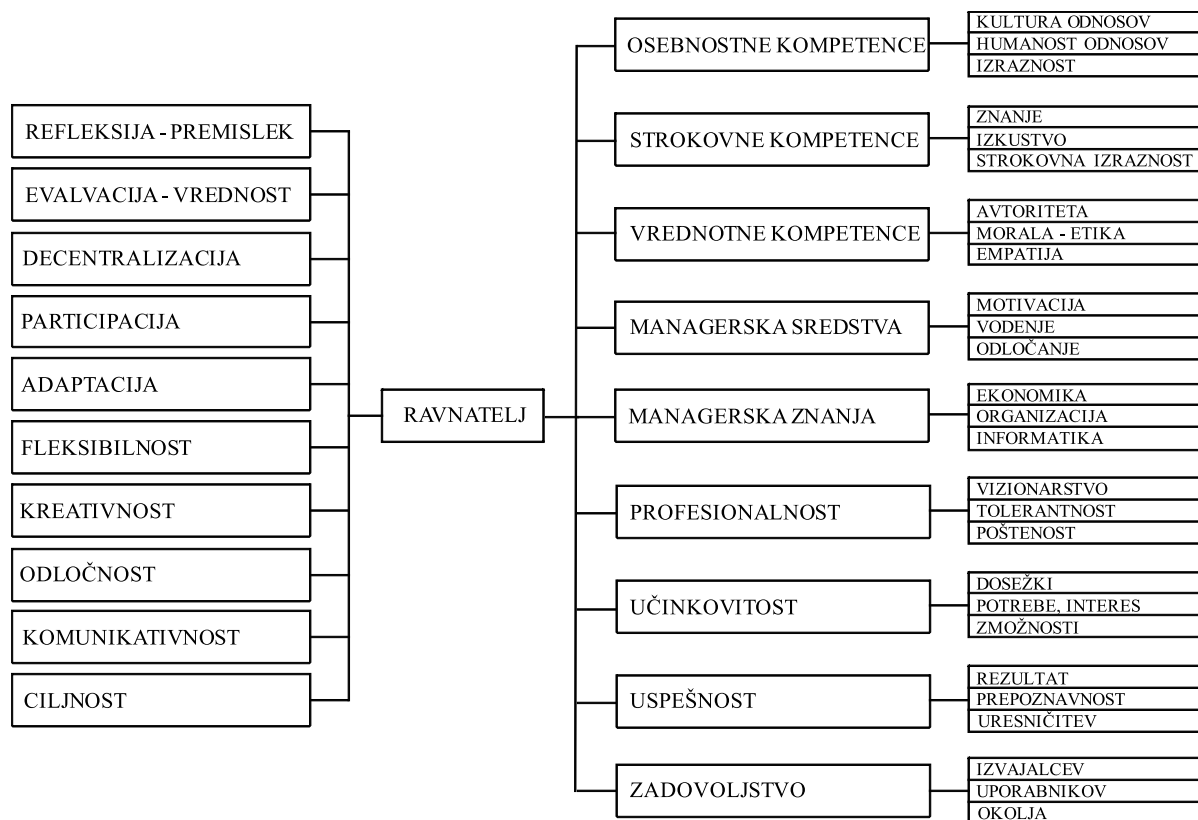 REFLEKSIJA - PREMISLEK
EVALVACIJA - VREDNOST
DECENTRALIZACIJA
PARTICIPACIJA
ADAPTACIJA
FLEKSIBILNOST
KREATIVNOST
ODLOČNOST
KOMUNIKATIVNOST
CILJNOST
RAVNATELJ
OSEBNOSTNE KOMPETENCE
KULTURA ODNOSOV
HUMANOST ODNOSOV
IZRAZNOST
STROKOVNE KOMPETENCE
ZNANJE
IZKUSTVO
STROKOVNA IZRAZNOST
VREDNOTNE KOMPETENCE
AVTORITETA
MORALA - ETIKA
EMPATIJA
MANAGERSKA SREDSTVA
MOTIVACIJA
VODENJE
ODLOČANJE
MANAGERSKA ZNANJA
EKONOMIKA
ORGANIZACIJA
INFORMATIKA
PROFESIONALNOST
VIZIONARSTVO
TOLERANTNOST
POŠTENOST
UČINKOVITOST
DOSEŽKI
POTREBE, INTERES
ZMOŽNOSTI
USPEŠNOST
REZULTAT
PREPOZNAVNOST
URESNIČITEV
ZADOVOLJSTVO
IZVAJALCEV
UPORABNIKOV
OKOLJA